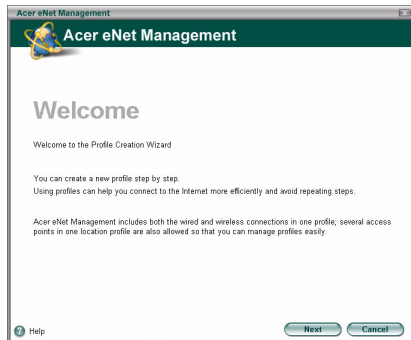 Acer eNet Management
Acer eNet Management
Welcome
Welcome to the Profile Creation Wizard
You can create a new profile step by step.
Using profiles can help you connect to the Internet more efficiently and avoid repeating steps.
Acer eNet Management includes both the wired and wireless connections in one profile; several access
points in one location profile are also allowed so that you can manage profiles easily.
Help
Next
Cancel